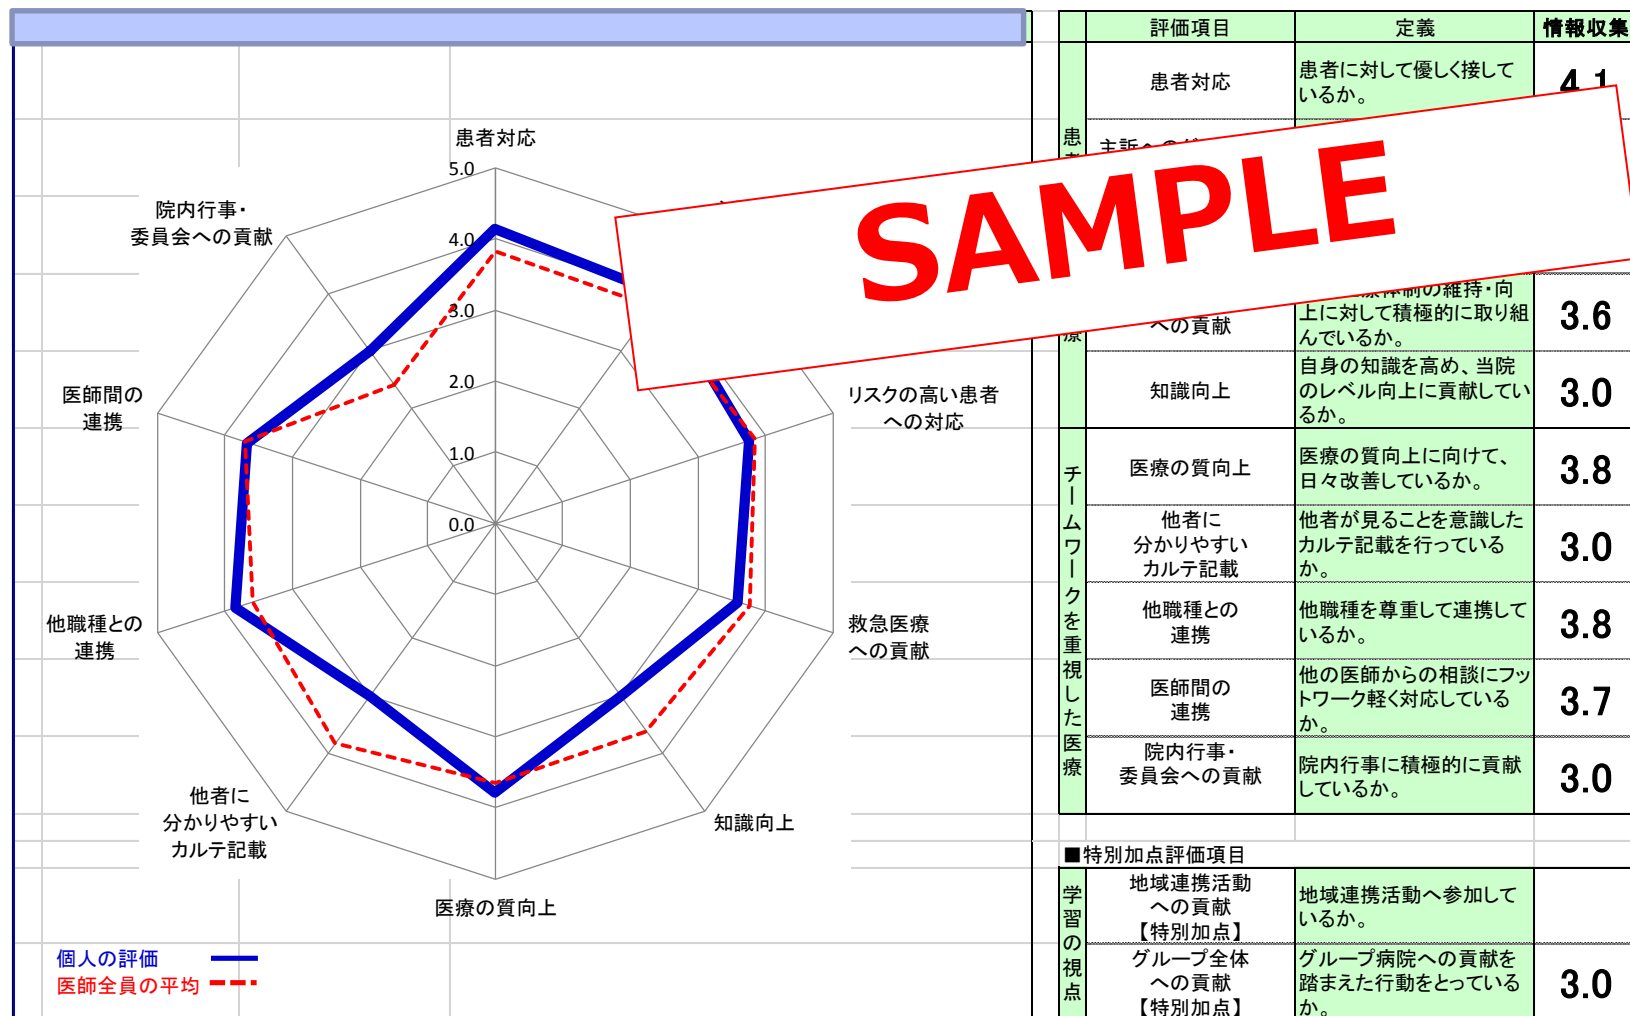 患者対応
5.0
4.0
3.0
2.0
1.0
0.0
院内行事・
委員会への貢献
医師間の
連携
他職種との
連携
他者に
分かりやすい
カルテ記載
医療の質向上
知識向上
救急医療
への貢献
リスクの高い患者
への対応
個人の評価
医師全員の平均
SAMPLE
評価項目 定義 情報収集
患者対応
患者に対して優しく接して
いるか。
4.1
への貢献
上に対して積極的に取り組
んでいるか。
3.6
知識向上
自身の知識を高め、当院
のレベル向上に貢献してい
るか。
3.0
チームワークを重視した医療
医療の質向上
医療の質向上に向けて、
日々改善しているか。
3.8
他者に
分かりやすい
カルテ記載
他者が見ることを意識した
カルテ記載を行っている
か。
3.0
他職種との
連携
他職種を尊重して連携して
いるか。
3.8
医師間の
連携
他の医師からの相談にフッ
トワーク軽く対応している
か。
3.7
院内行事・
委員会への貢献
院内行事に積極的に貢献
しているか。
3.0
■特別加点評価項目
学習の視点
地域連携活動
への貢献
【特別加点】
地域連携活動へ参加して
いるか。
グループ全体
への貢献
【特別加点】
グループ病院への貢献を
踏まえた行動をとっている
か。
3.0